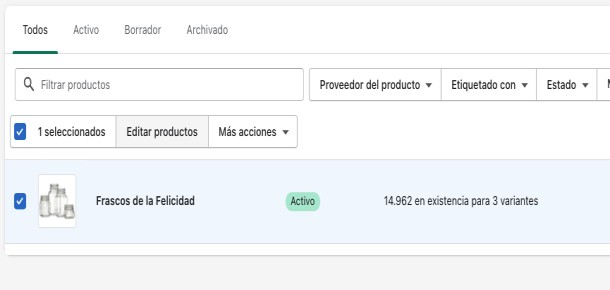 Todos Activo Borrador Archivado
Filtrar productos Proveedor del producto Etiquetado con Estado
1 seleccionados Editar productos Más acciones
Frascos de la Felicidad Activo 14.962 en existencia para 3 variantes